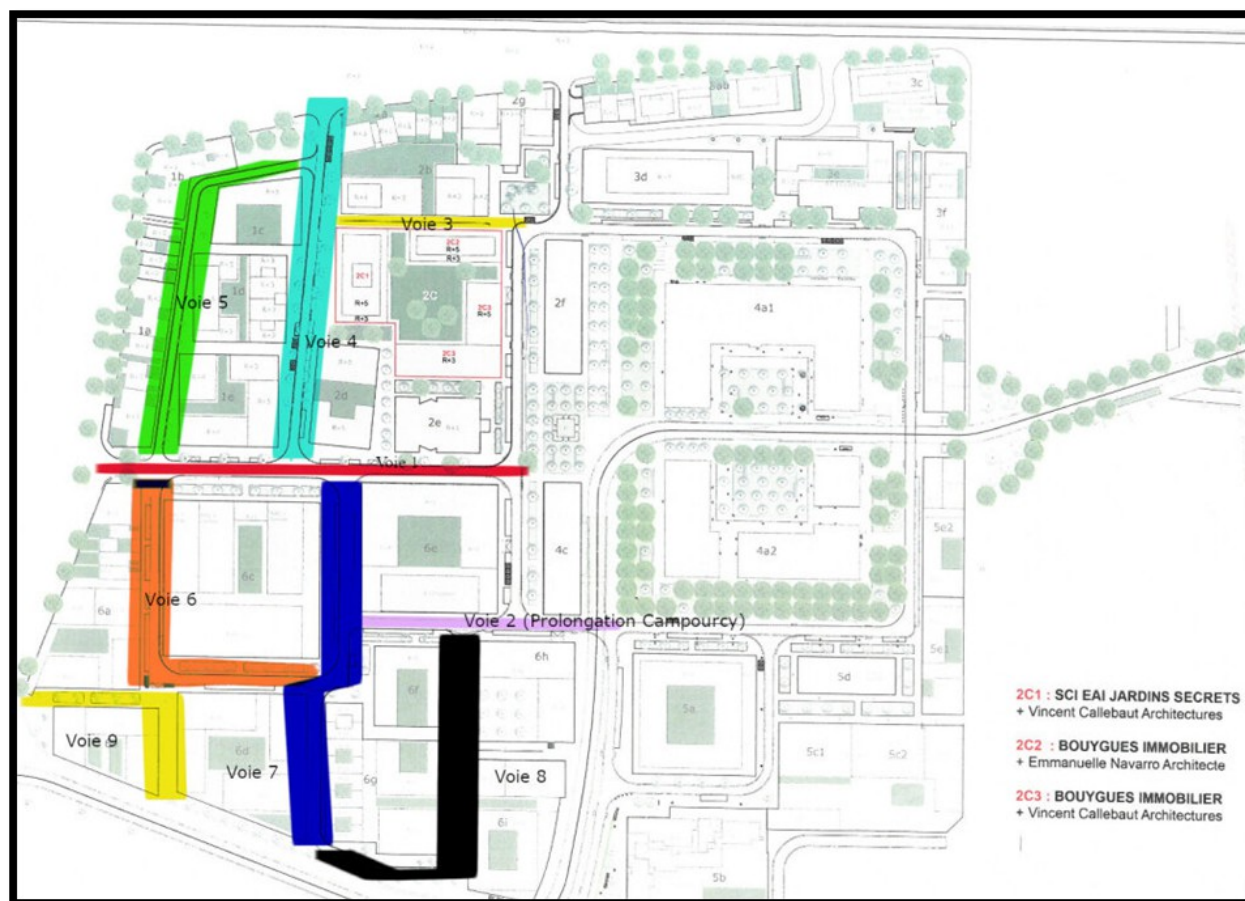 2g
3c
1b
2b
3d
3e
3f
Voie 3
1c
2C2
R+5
R+3
2C1
R+5
R+3
2C
2C3
R+5
2C3
R+3
2f
4a1
Voie 5
1d
Voie 4
1a
1e
2d
2e
Voie 1
6c
6e
4c
4a2
5e2
6a
Voie 6
Voie 2 (Prolongation Campourcy)
6h
5e1
6f
5d
5a
Voie 9
6d
Voie 7
6g
Voie 8
5c1
5c2
6i
5b
2C1 : SCI EAI JARDINS SECRETS
+ Vincent Callebaut Architectures
2C2 : BOUYGUES IMMOBILIER
+ Emmanuelle Navarro Architecte
2C3 : BOUYGUES IMMOBILIER
+ Vincent Callebaut Architectures